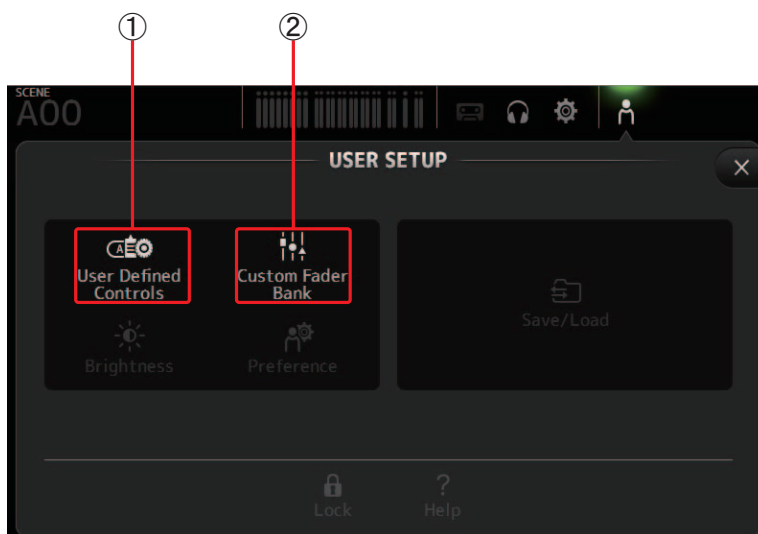 ① ②
SCENE
A00
USER SETUP
User Defined
Controls
Custom Fader
Bank
Save/Load
Brightness
Preference
Lock
?
Help